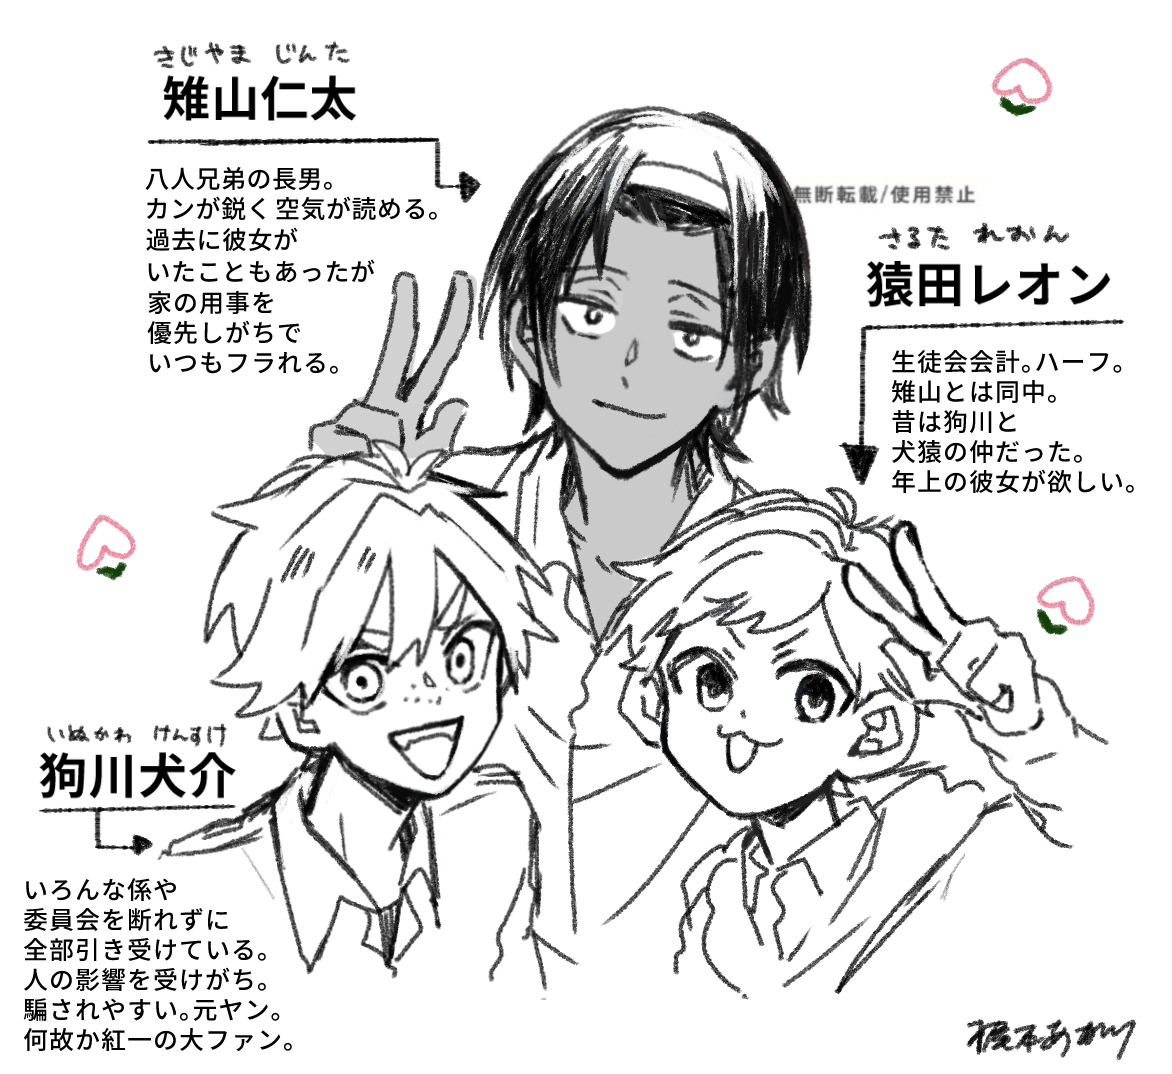 さじやま じんた
雉山仁太
八人兄弟の長男。
カンが鋭く空気が読める。
過去に彼女が
いたこともあったが
家の用事を
優先しがちで
いつもフラれる。
無断転載/使用禁止
さるた れおん
猿田レオン
生徒会会計。ハーフ。
雉山とは同中。
昔は狗川と
犬猿の仲だった。
年上の彼女が欲しい。
いぬかわ けんすけ
狗川犬介
いろんな係や
委員会を断れずに
全部引き受けている。
人の影響を受けがち。
騙されやすい。元ヤン。
何故か紅一の大ファン。
梶本あかり